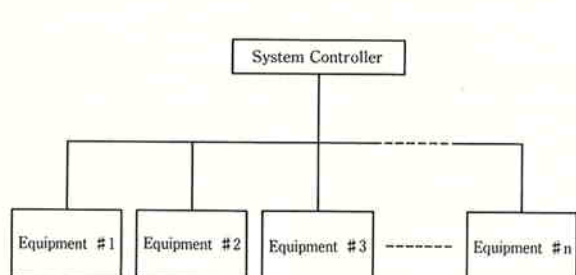 System Controller
Equipment #1
Equipment #2
Equipment #3
Equipment #n